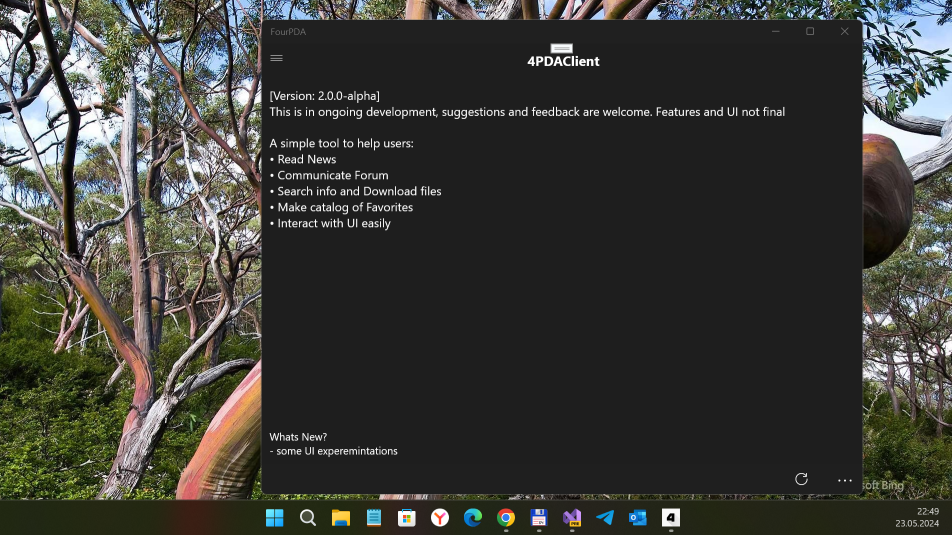 FourPDA
4PDAClient
[Version: 2.0.0-alpha]
This is in ongoing development, suggestions and feedback are welcome. Features and UI not final
A simple tool to help users:
• Read News
• Communicate Forum
• Search info and Download files
• Make catalog of Favorites
• Interact with UI easily
Whats New?
- some UI experemintations
soft Bing
22:49
23.05.2024